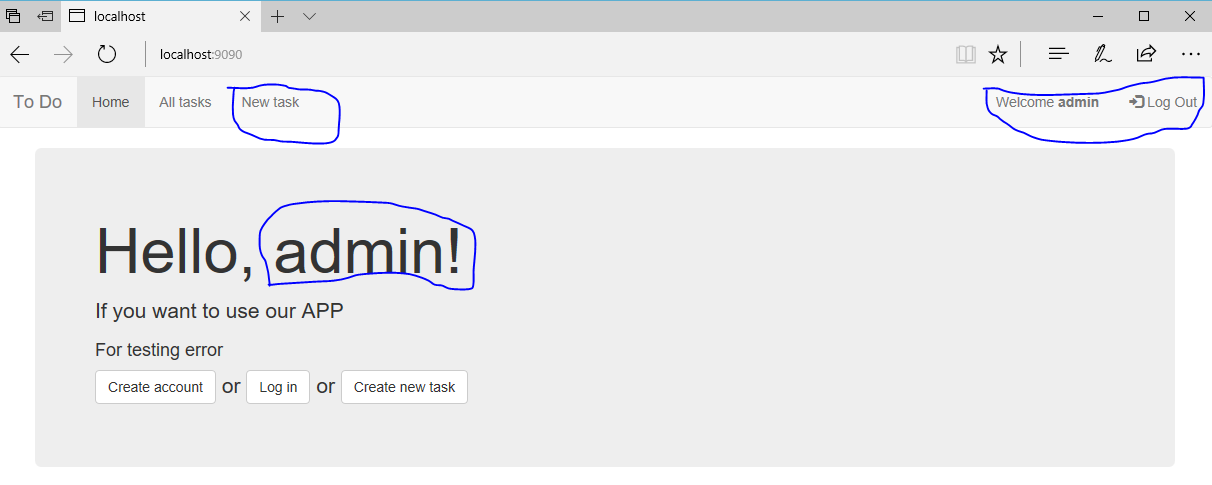 localhost
localhost:9090
To Do Home All tasks New task Welcome admin Log Out
Hello, admin!
If you want to use our APP
For testing error
Create account or Log in or Create new task